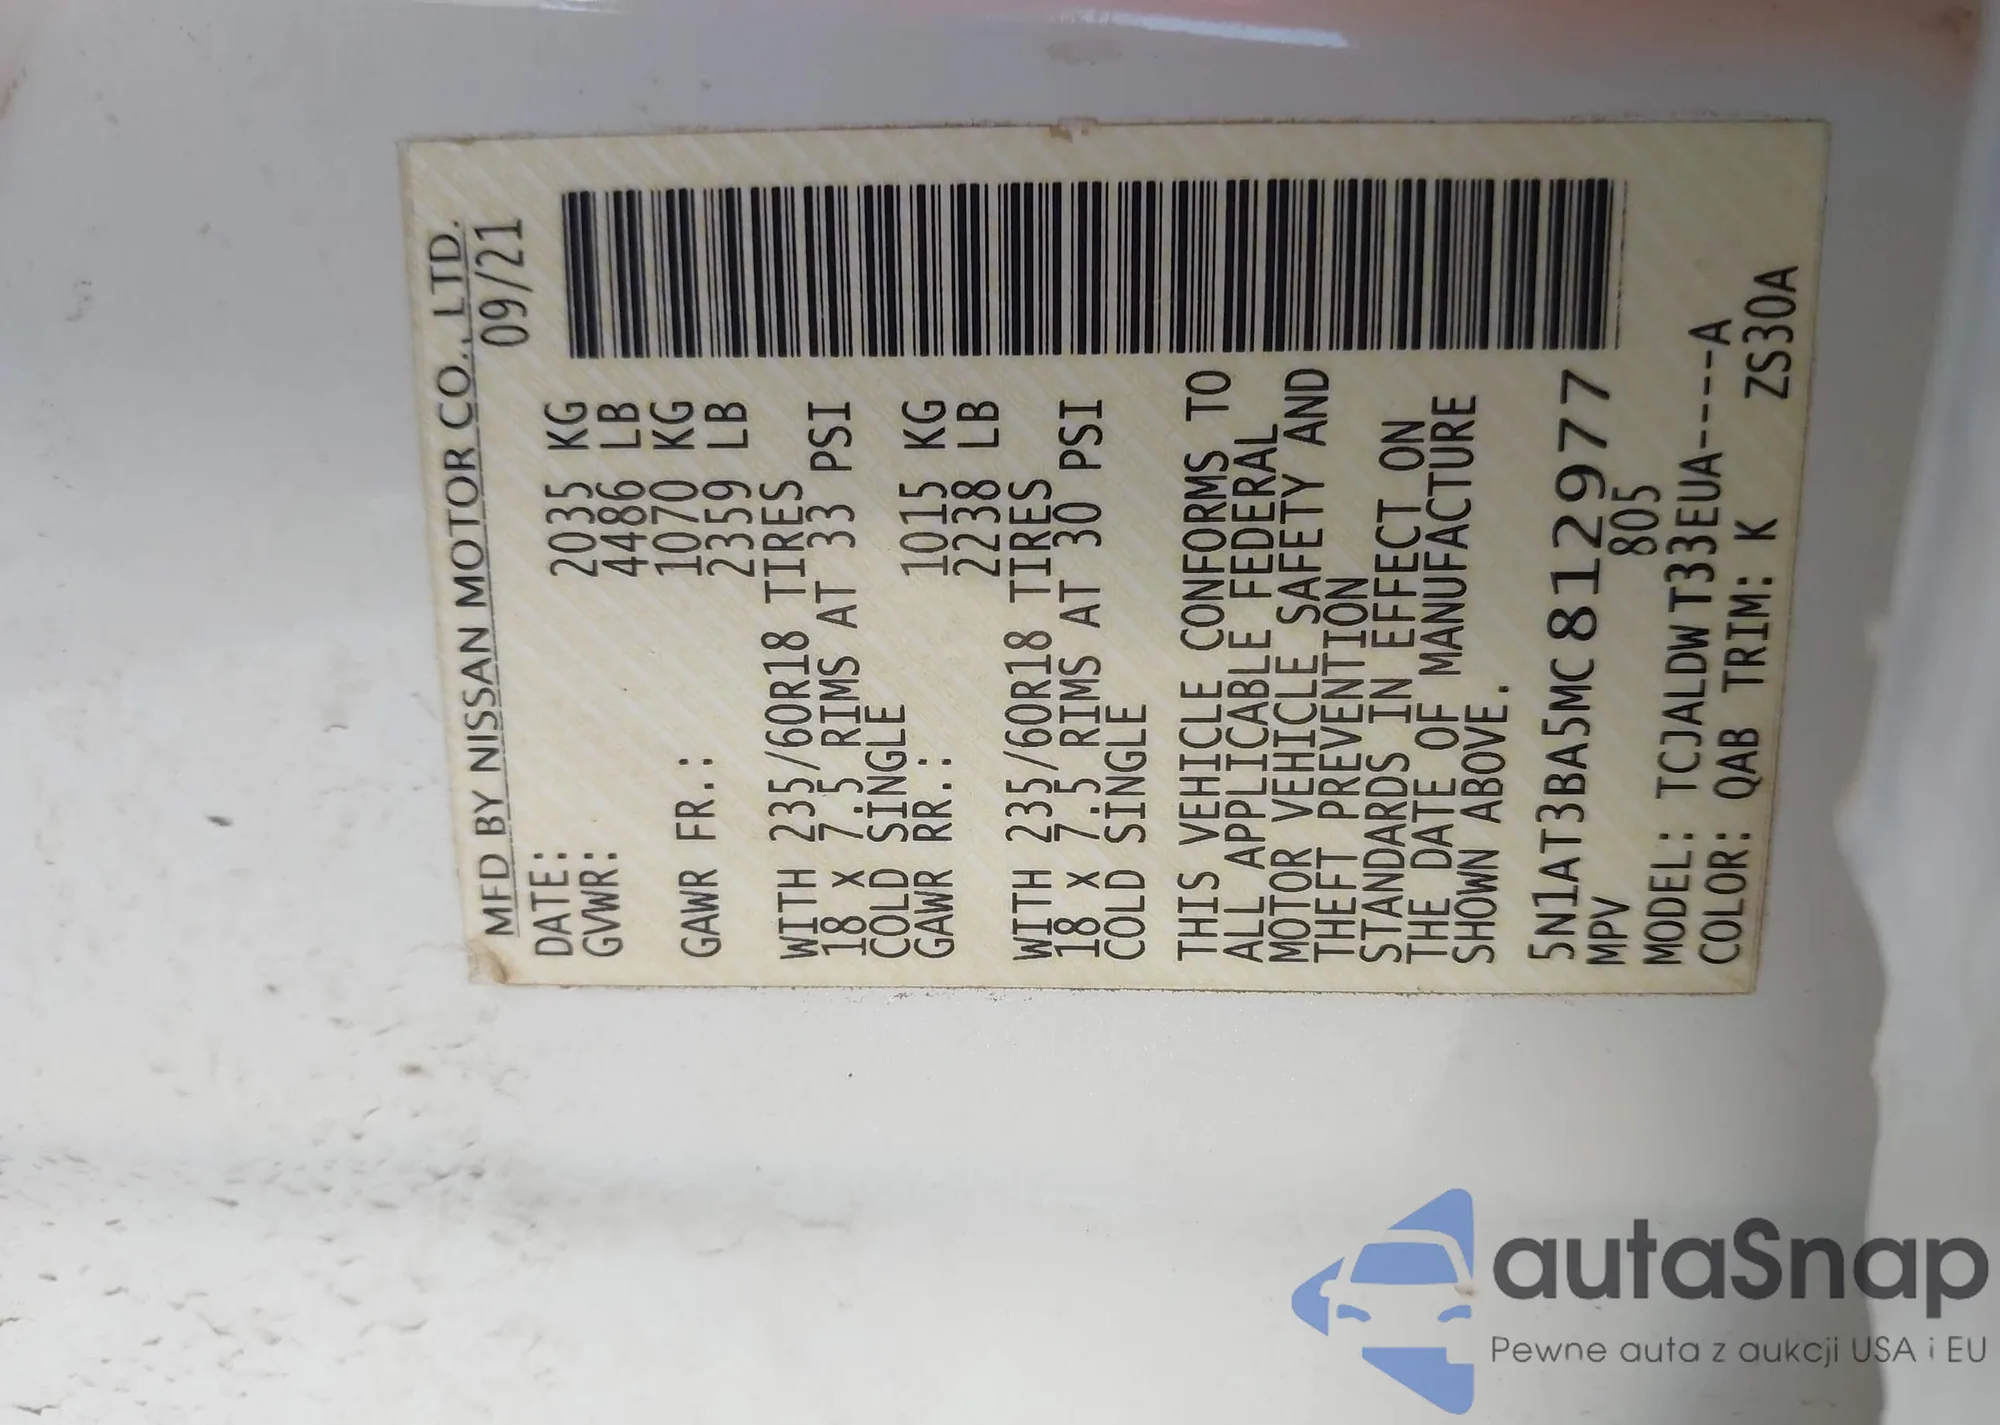 MFD BY NISSAN MOTOR CO., LTD.
DATE: 09/21
GVWR: 2035 KG
4486 LB
GAWR FR.: 1070 KG
2359 LB
WITH 235/60R18 TIRES
18 x 7.5 RIMS AT 33 PSI
COLD SINGLE
GAWR RR.: 1015 KG
2238 LB
WITH 235/60R18 TIRES
18 x 7.5 RIMS AT 30 PSI
COLD SINGLE
THIS VEHICLE CONFORMS TO
ALL APPLICABLE FEDERAL
MOTOR VEHICLE SAFETY AND
THEFT PREVENTION
STANDARDS IN EFFECT ON
THE DATE OF MANUFACTURE
SHOWN ABOVE.
5N1AT3BA5MC812977
MPV 805
MODEL: TCJALDWT33EUA----A
COLOR: QAB TRIM: K ZS30A
autaSnap
Pewne auta z aukcji USA i EU